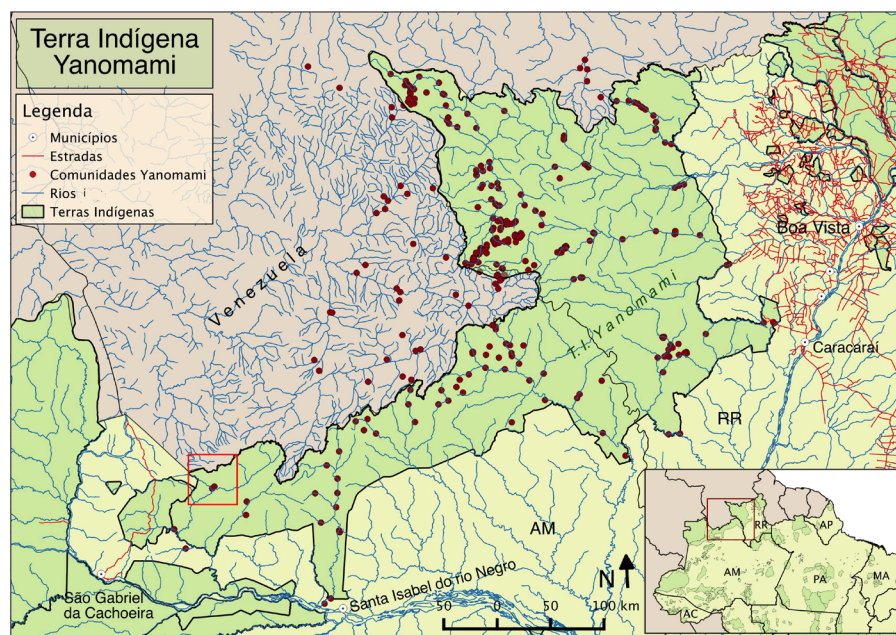 Terra Indígena
Yanomami
Legenda
Municípios
Estradas
Comunidades Yanomami
Rios
Terras Indígenas
Boa Vista
Venezuela
T.I. Yanomami
Caracaraí
RR
AM
São Gabriel
da Cachoeira
Santa Isabel do rio Negro
N
50 0 50 100 km
RR
AP
AM
PA
MA
AC
TO